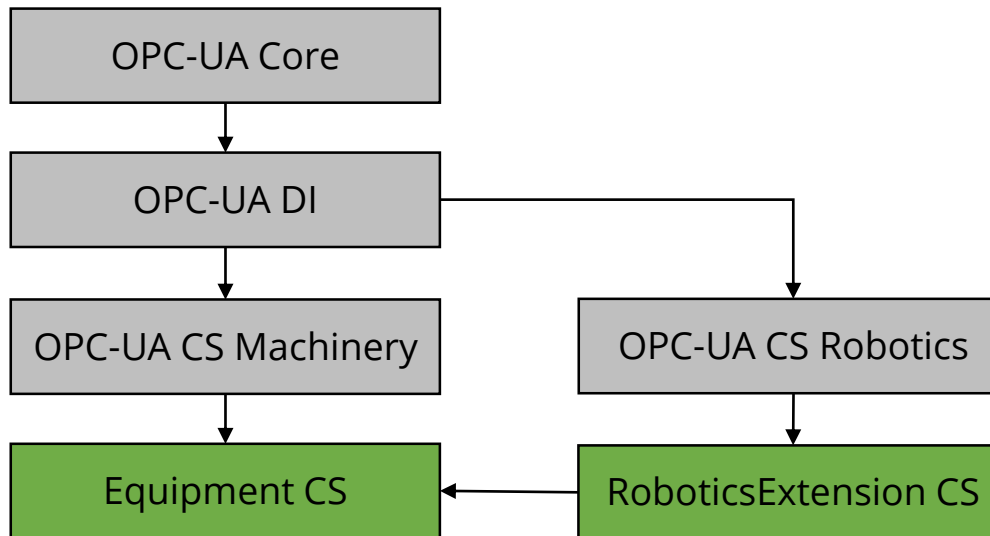 OPC-UA Core
OPC-UA DI
OPC-UA CS Machinery
OPC-UA CS Robotics
Equipment CS
RoboticsExtension CS